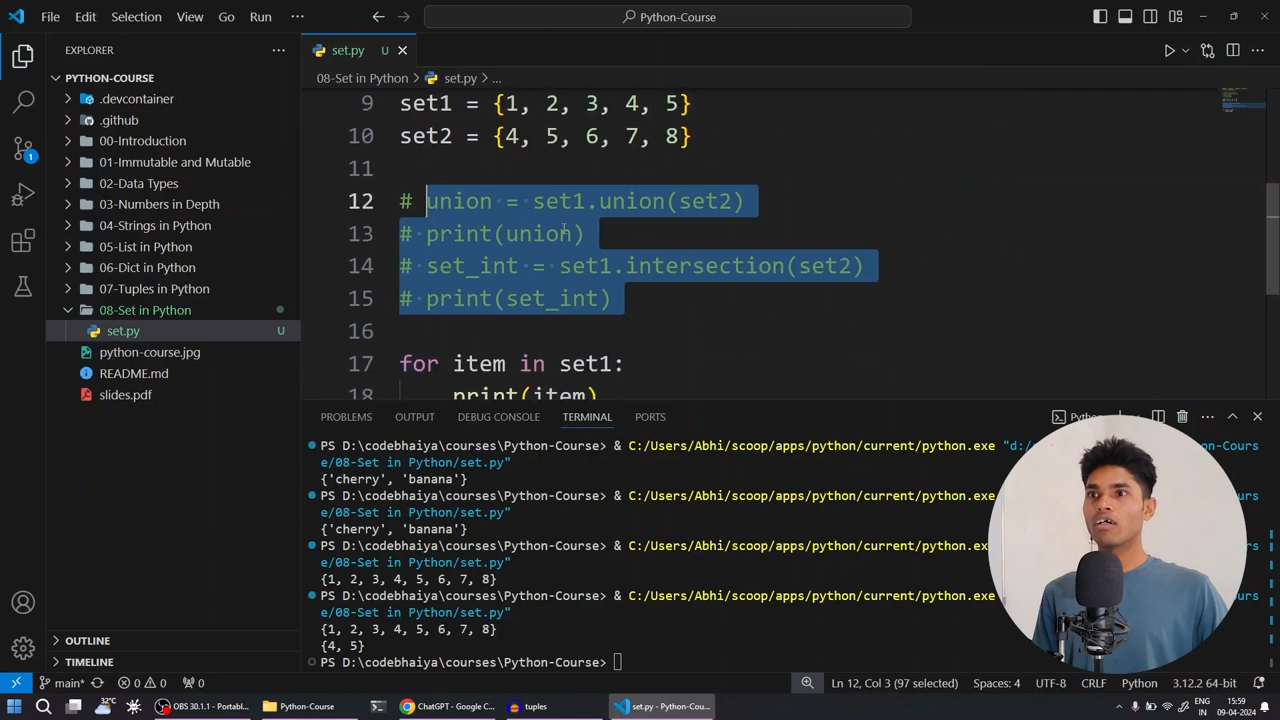 File Edit Selection View Go Run ··· Python-Course
EXPLORER
PYTHON-COURSE
.devcontainer
.github
00-Introduction
01-Immutable and Mutable
02-Data Types
03-Numbers in Depth
04-Strings in Python
05-List in Python
06-Dict in Python
07-Tuples in Python
08-Set in Python
set.py U
python-course.jpg
README.md
slides.pdf
OUTLINE
TIMELINE
set.py U
08-Set in Python > set.py > ...
9 set1 = {1, 2, 3, 4, 5}
10 set2 = {4, 5, 6, 7, 8}
11
12 # union = set1.union(set2)
13 # print(union)
14 # set_int = set1.intersection(set2)
15 # print(set_int)
16
17 for item in set1:
18 print(item)
PROBLEMS OUTPUT DEBUG CONSOLE TERMINAL PORTS
PS D:\codebhaiya\courses\Python-Course> & C:/Users/Abhi/scoop/apps/python/current/python.exe
e/08-Set in Python/set.py"
{'cherry', 'banana'}
PS D:\codebhaiya\courses\Python-Course> & C:/Users/Abhi/scoop/apps/python/current/python.exe
e/08-Set in Python/set.py"
{'cherry', 'banana'}
PS D:\codebhaiya\courses\Python-Course> & C:/Users/Abhi/scoop/apps/python/current/python.exe
e/08-Set in Python/set.py"
{1, 2, 3, 4, 5, 6, 7, 8}
PS D:\codebhaiya\courses\Python-Course> & C:/Users/Abhi/scoop/apps/python/current/python.exe
e/08-Set in Python/set.py"
{1, 2, 3, 4, 5, 6, 7, 8}
{4, 5}
PS D:\codebhaiya\courses\Python-Course>
main* 0 0 0 Ln 12, Col 3 (97 selected) Spaces: 4 UTF-8 CRLF Python 3.12.2 64-bit
32°C OBS 30.1.1 - Portabl... Python-Course ChatGPT - Google C... tuples set.py - Python-Cou... ENG IN 15:59 09-04-2024